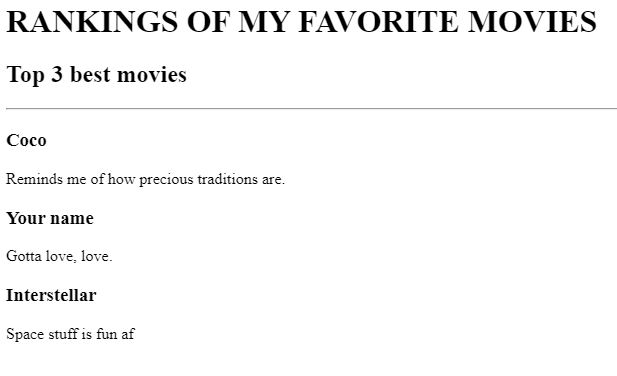 RANKINGS OF MY FAVORITE MOVIES
Top 3 best movies
Coco
Reminds me of how precious traditions are.
Your name
Gotta love, love.
Interstellar
Space stuff is fun af